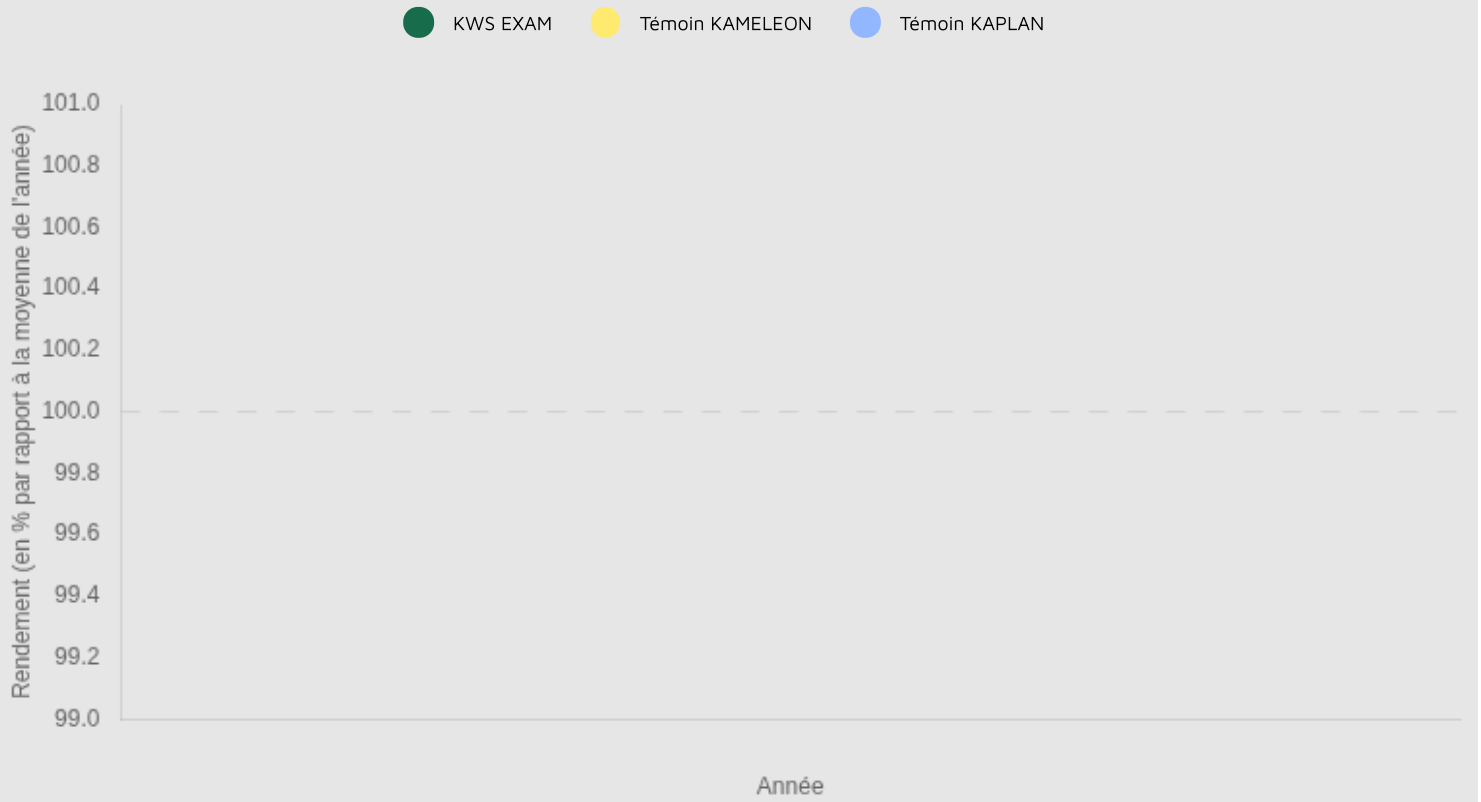 KWS EXAM
Témoin KAMELEON
Témoin KAPLAN
Rendement (en % par rapport à la moyenne de l'année)
101.0
100.8
100.6
100.4
100.2
100.0
99.8
99.6
99.4
99.2
99.0
Année